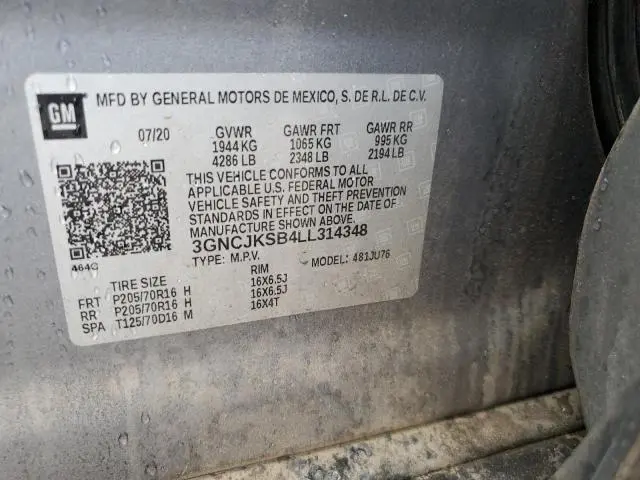 GM
MFD BY GENERAL MOTORS DE MEXICO, S. DE R.L. DE C.V.
07/20 GVWR GAWR FRT GAWR RR
1944 KG 1065 KG 995 KG
4286 LB 2348 LB 2194 LB
THIS VEHICLE CONFORMS TO ALL
APPLICABLE U.S. FEDERAL MOTOR
VEHICLE SAFETY AND THEFT PREVENTION
STANDARDS IN EFFECT ON THE DATE OF
MANUFACTURE SHOWN ABOVE.
3GNCJKSB4LL314348
TYPE: M.P.V. MODEL: 481JU76
464C
TIRE SIZE RIM
FRT P205/70R16 H 16X6.5J
RR P205/70R16 H 16X6.5J
SPA T125/70D16 M 16X4T